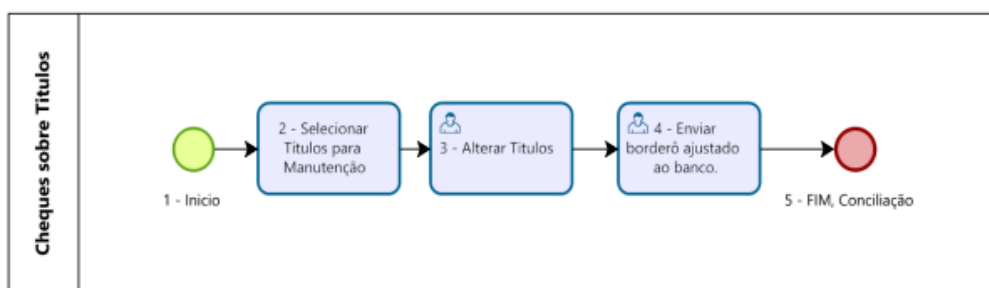 Cheques sobre Titulos
1 - Inicio
2 - Selecionar
Titulos para
Manutenção
3 - Alterar Titulos
4 - Enviar
borderô ajustado
ao banco.
5 - FIM, Conciliação